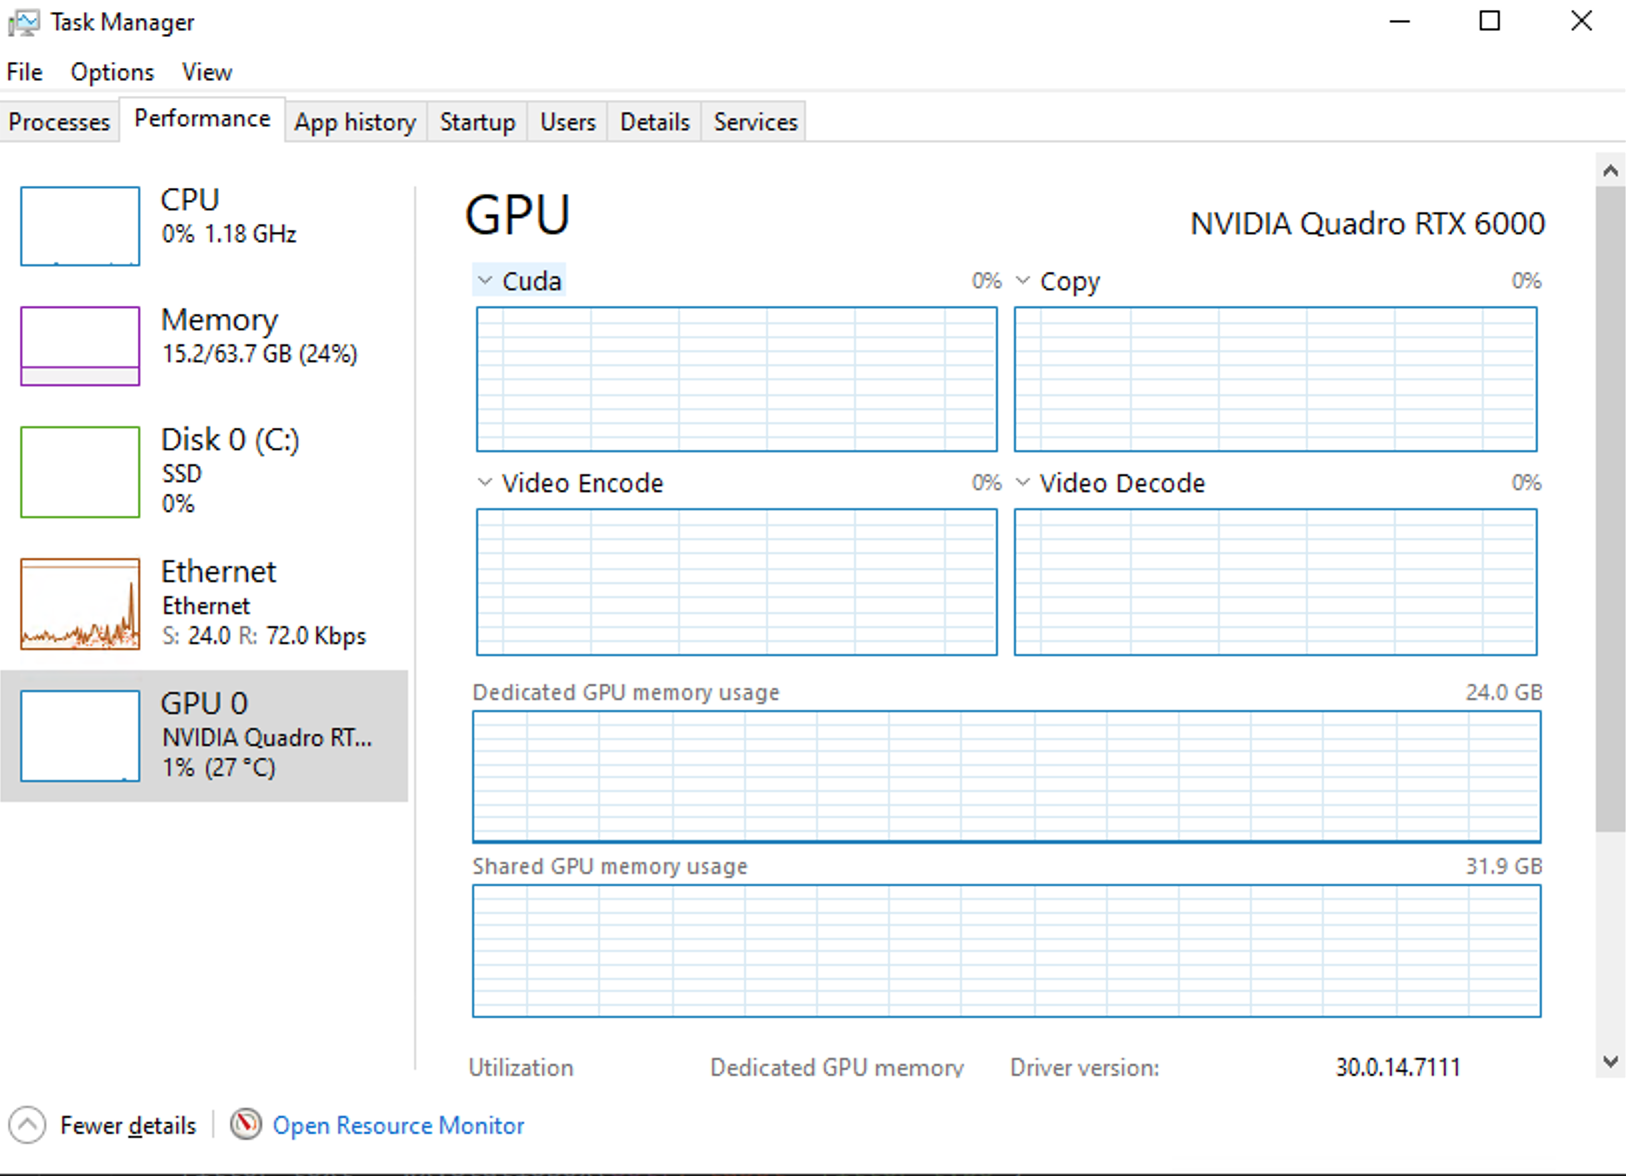 Task Manager
File Options View
Processes Performance App history Startup Users Details Services
CPU
0% 1.18 GHz
Memory
15.2/63.7 GB (24%)
Disk 0 (C:)
SSD
0%
Ethernet
Ethernet
S: 24.0 R: 72.0 Kbps
GPU 0
NVIDIA Quadro RT...
1% (27 °C)
GPU
NVIDIA Quadro RTX 6000
Cuda 0% Copy 0%
Video Encode 0% Video Decode 0%
Dedicated GPU memory usage 24.0 GB
Shared GPU memory usage 31.9 GB
Utilization Dedicated GPU memory Driver version: 30.0.14.7111
Fewer details Open Resource Monitor